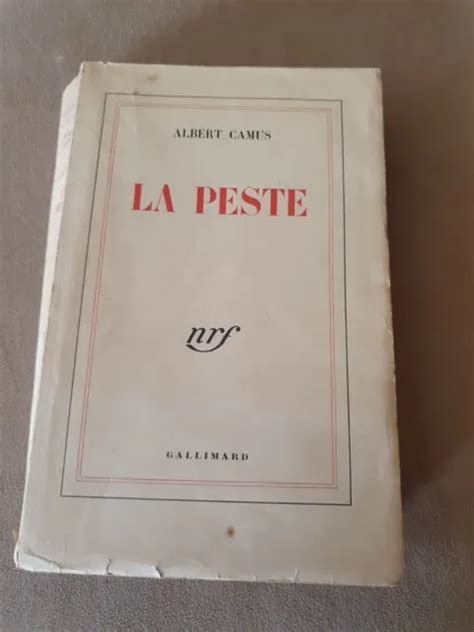 ALBERT CAMUS
LA PESTE
nrf
GALLIMARD